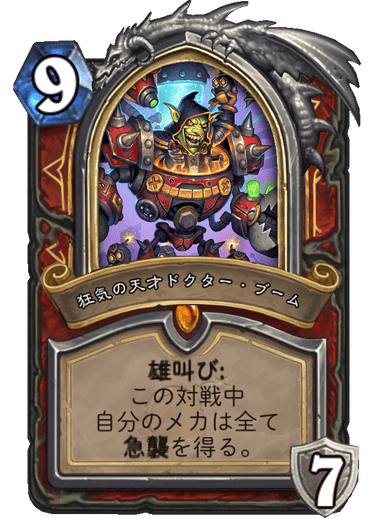 9
狂気の天才ドクター・ブーム
雄叫び:
この対戦中
自分のメカは全て
急襲を得る。
7